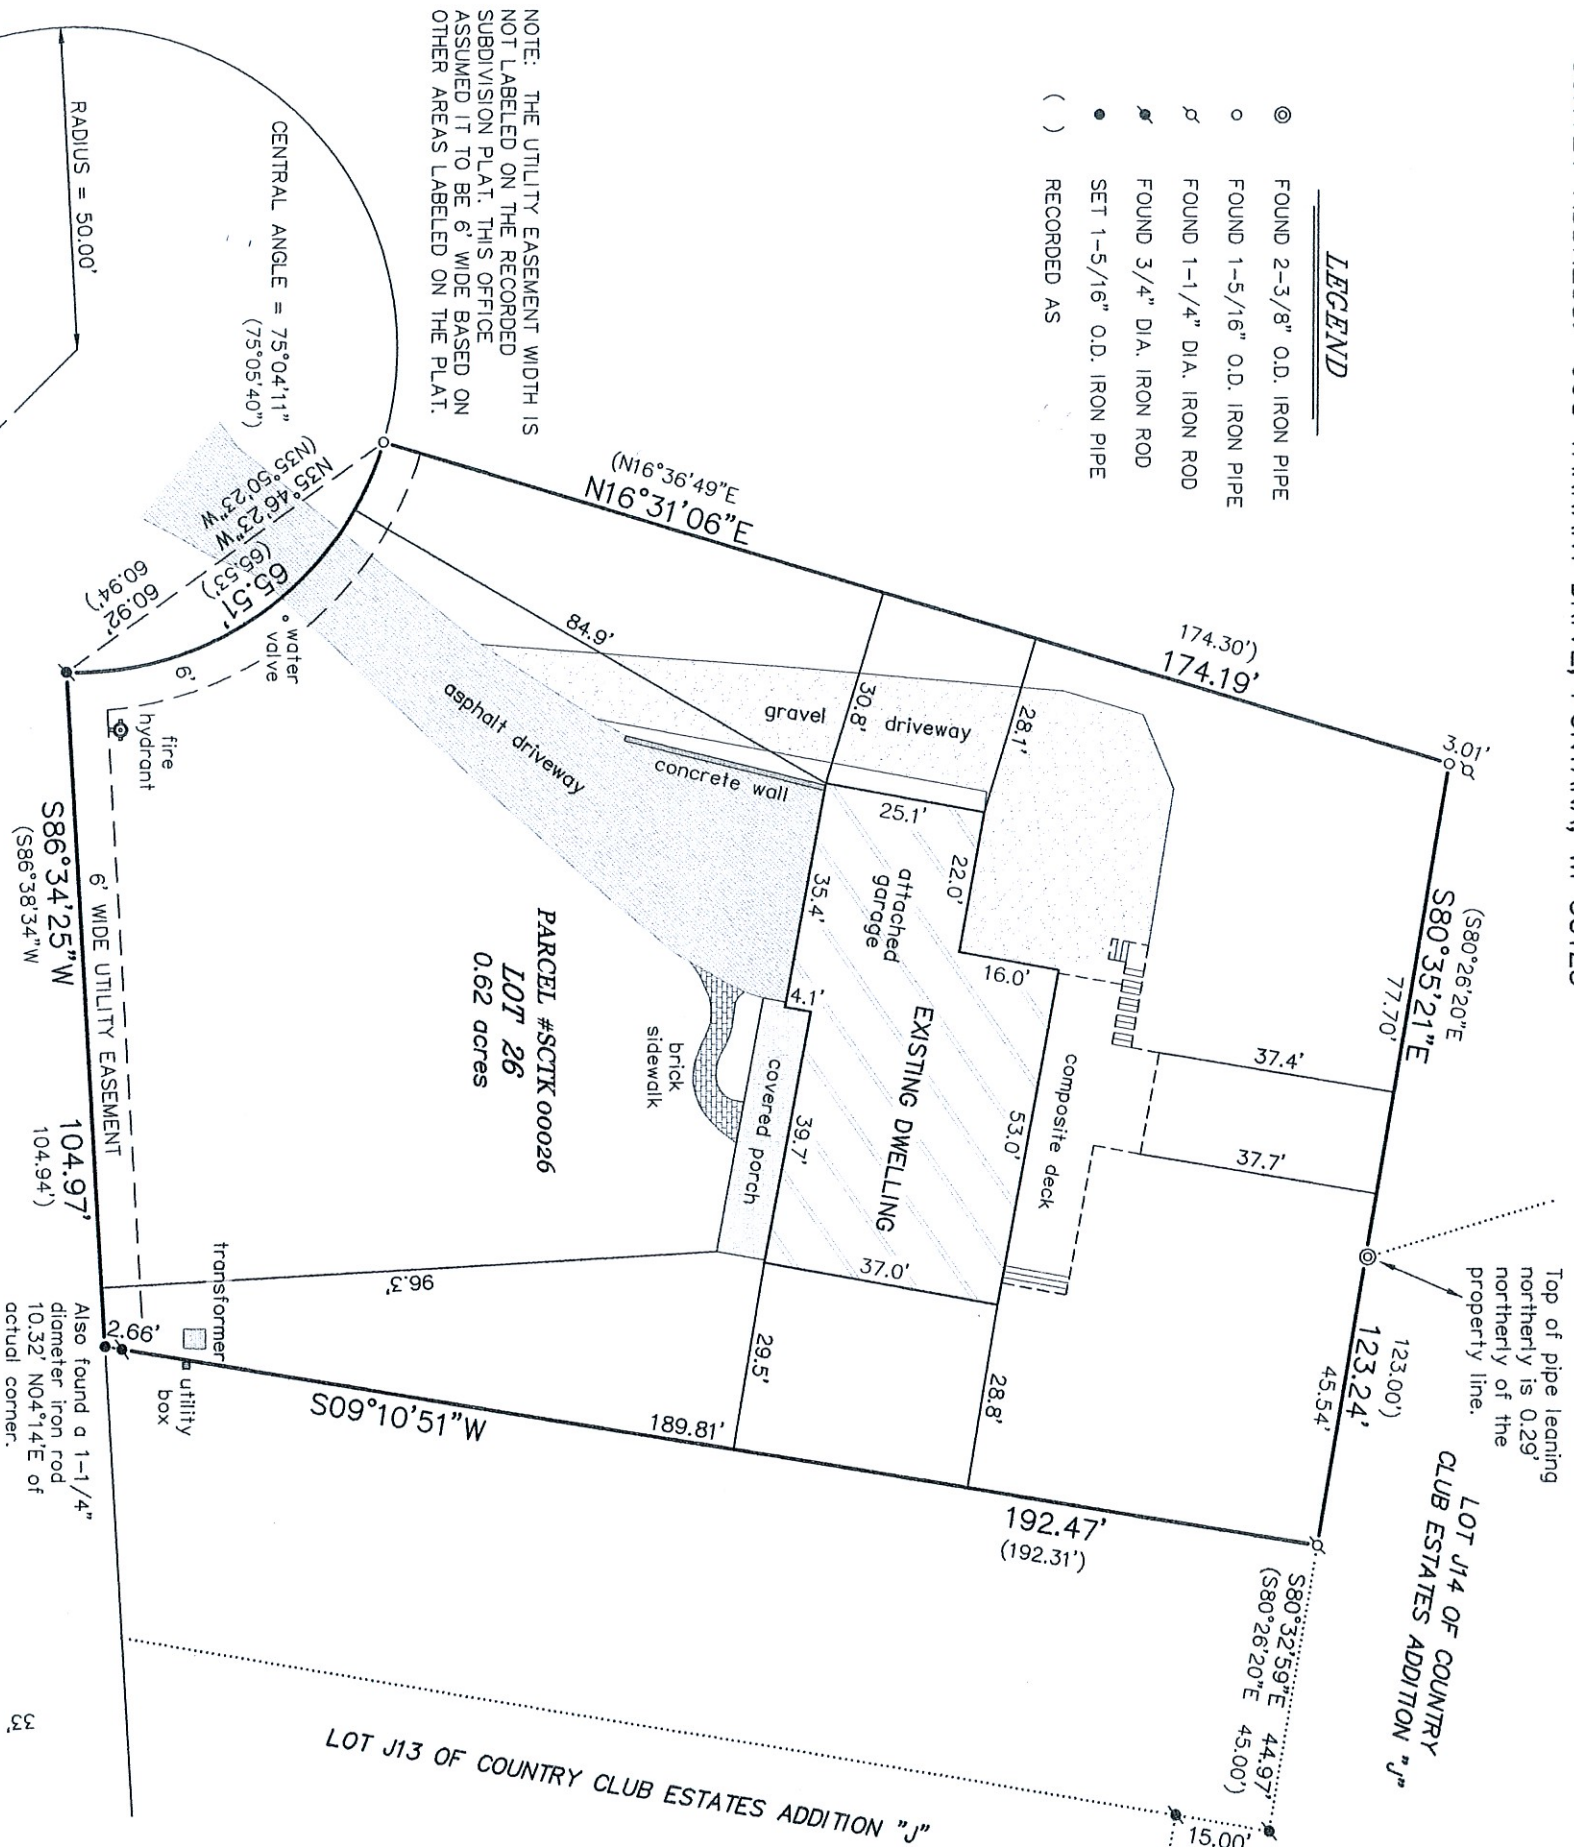 LEGEND
◎ FOUND 2-3/8" O.D. IRON PIPE
○ FOUND 1-5/16" O.D. IRON PIPE
FOUND 1-1/4" DIA. IRON ROD
FOUND 3/4" DIA. IRON ROD
● SET 1-5/16" O.D. IRON PIPE
( ) RECORDED AS
NOTE: THE UTILITY EASEMENT WIDTH IS
NOT LABELED ON THE RECORDED
SUBDIVISION PLAT. THIS OFFICE
ASSUMED IT TO BE 6' WIDE BASED ON
OTHER AREAS LABELED ON THE PLAT.
RADIUS = 50.00'
CENTRAL ANGLE = 75°04'11"
(75°05'40")
N35°46'23"W
(N35°50'23"W
65.51'
(65.53')
60.92'
60.94')
(N16°36'49"E
N16°31'06"E
174.30')
174.19'
3.01'
(S80°26'20"E
S80°35'21"E
77.70'
123.00')
123.24'
45.54'
Top of pipe leaning
northerly is 0.29'
northerly of the
property line.
LOT J14 OF COUNTRY
CLUB ESTATES ADDITION "J"
S80°32'59"E 44.97'
(S80°26'20"E 45.00')
15.00'
84.9'
30.8'
28.1'
gravel driveway
concrete wall
asphalt driveway
25.1'
22.0'
attached
garage
35.4'
16.0'
4.1'
EXISTING DWELLING
53.0'
composite deck
37.4'
37.7'
39.7'
covered porch
brick
sidewalk
37.0'
29.5'
28.8'
PARCEL #SCTK 00026
LOT 26
0.62 acres
water
valve
6'
fire
hydrant
6' WIDE UTILITY EASEMENT
S86°34'25"W
(S86°38'34"W
104.97'
104.94')
96.3'
transformer
utility
box
2.66'
S09°10'51"W
189.81'
192.47'
(192.31')
Also found a 1-1/4"
diameter iron rod
10.32' N04°14'E of
actual corner.
33'
LOT J13 OF COUNTRY CLUB ESTATES ADDITION "J"